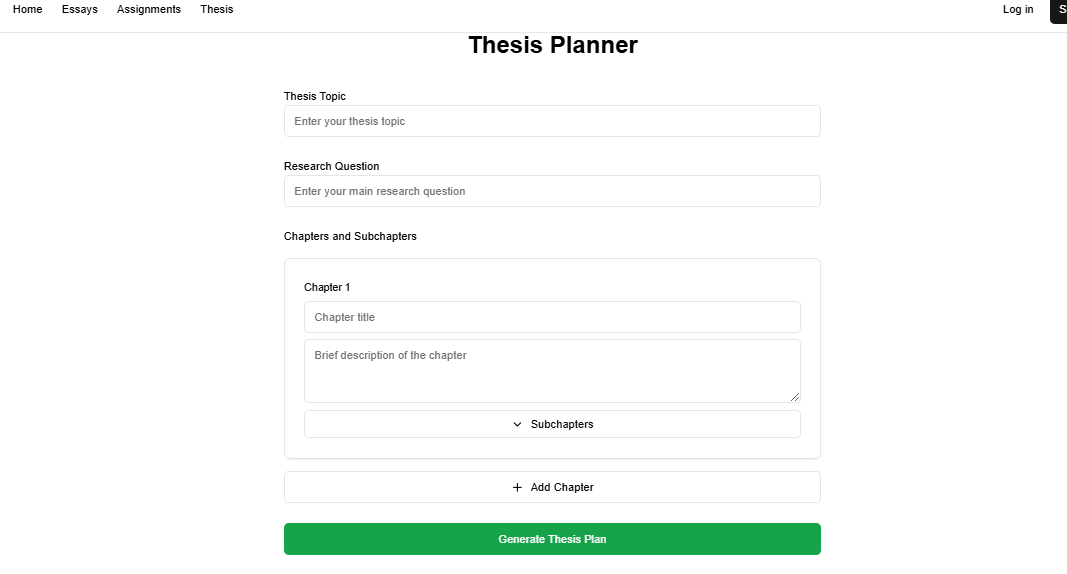 Home Essays Assignments Thesis Log in S
Thesis Planner
Thesis Topic
Enter your thesis topic
Research Question
Enter your main research question
Chapters and Subchapters
Chapter 1
Chapter title
Brief description of the chapter
Subchapters
Add Chapter
Generate Thesis Plan